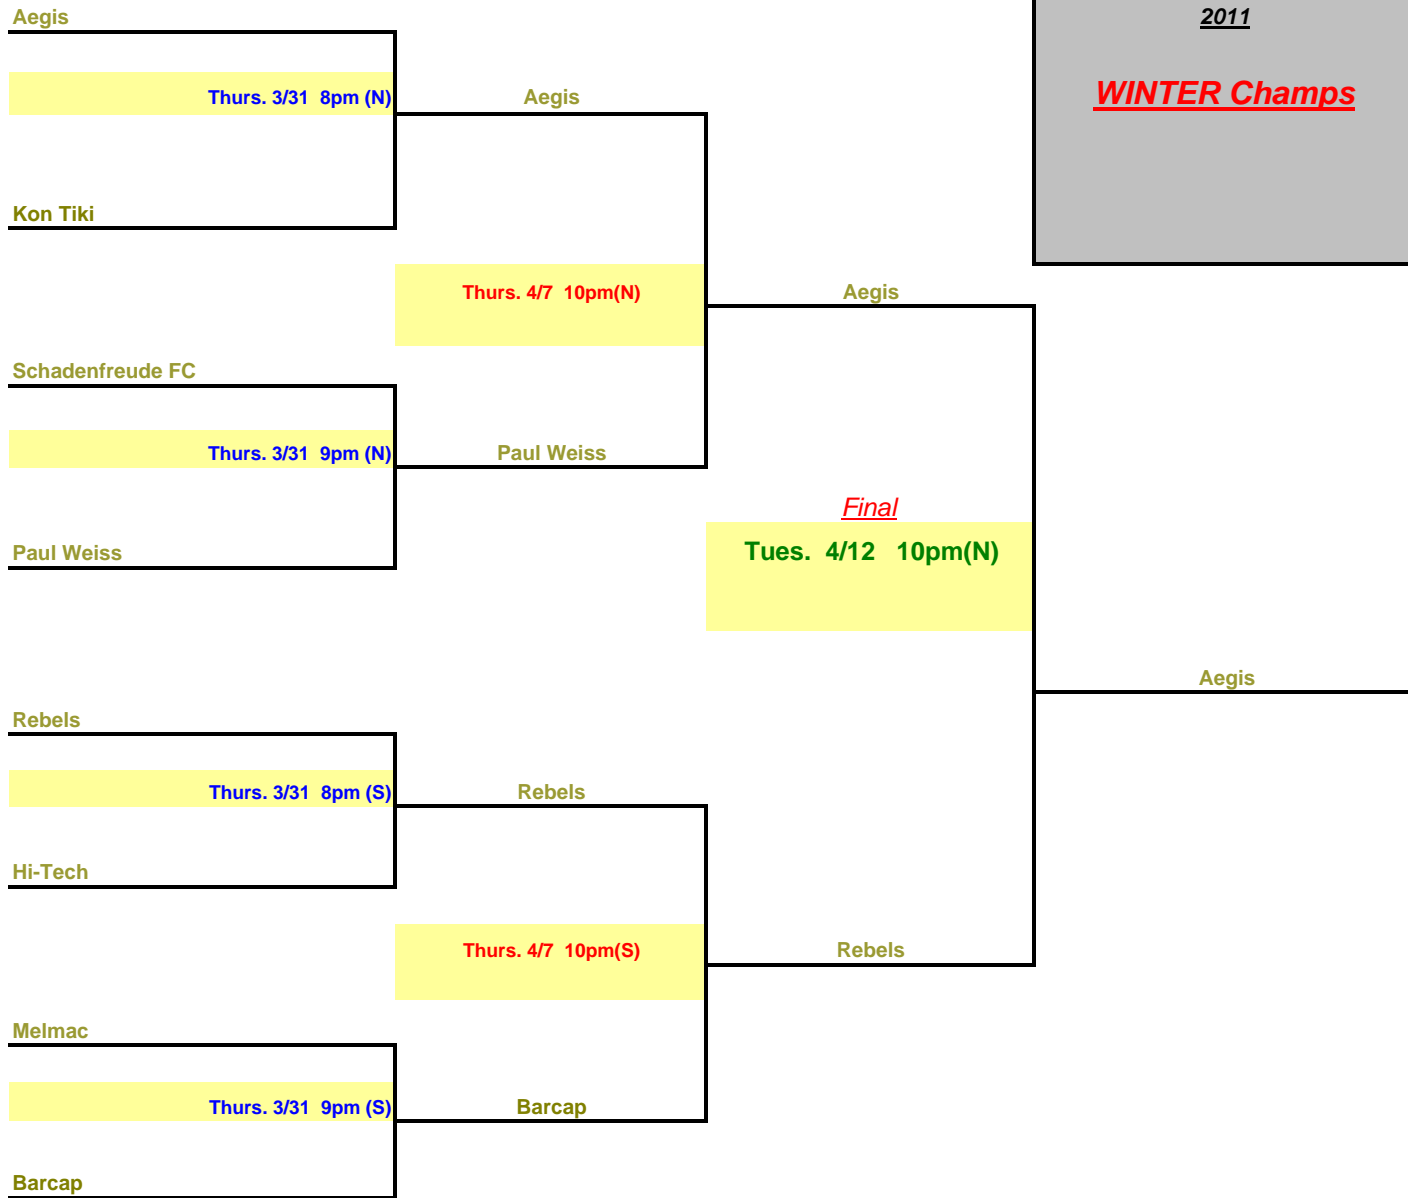 Aegis
2011
Thurs. 3/31 8pm (N)
Aegis
WINTER Champs
Kon Tiki
Thurs. 4/7 10pm(N)
Aegis
Schadenfreude FC
Thurs. 3/31 9pm (N)
Paul Weiss
Final
Paul Weiss
Tues. 4/12 10pm(N)
Aegis
Rebels
Thurs. 3/31 8pm (S)
Rebels
Hi-Tech
Thurs. 4/7 10pm(S)
Rebels
Melmac
Thurs. 3/31 9pm (S)
Barcap
Barcap